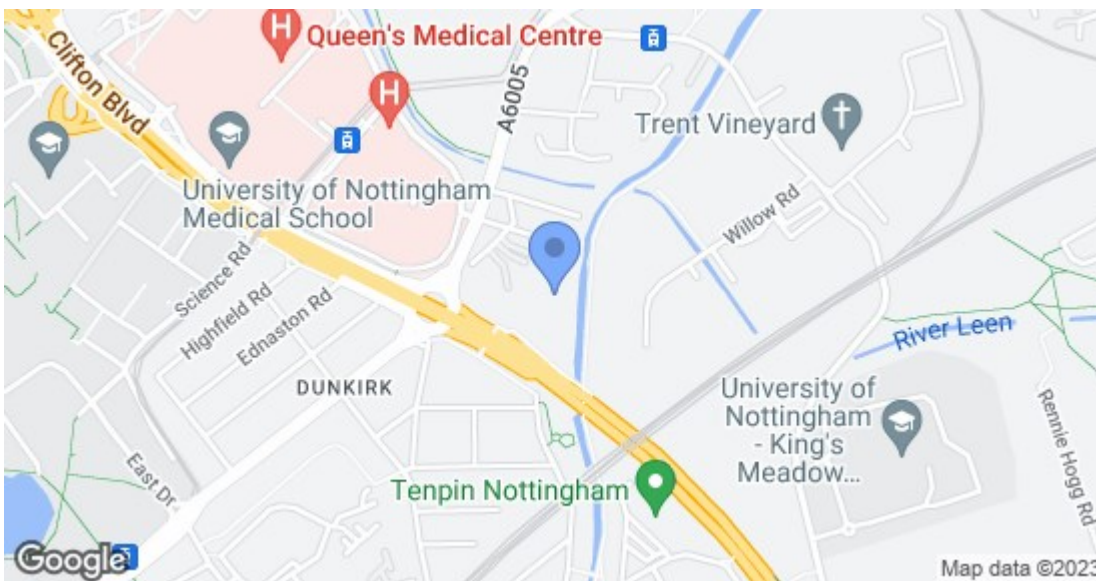 Queen's Medical Centre
H
H
Clifton Blvd
A6005
Trent Vineyard
University of Nottingham
Medical School
Willow Rd
Science Rd
Highfield Rd
Ednaston Rd
River Leen
DUNKIRK
University of
Nottingham
- King's
Meadow...
Rennie Hogg Rd
East Dr
Tenpin Nottingham
Google
Map data ©2023